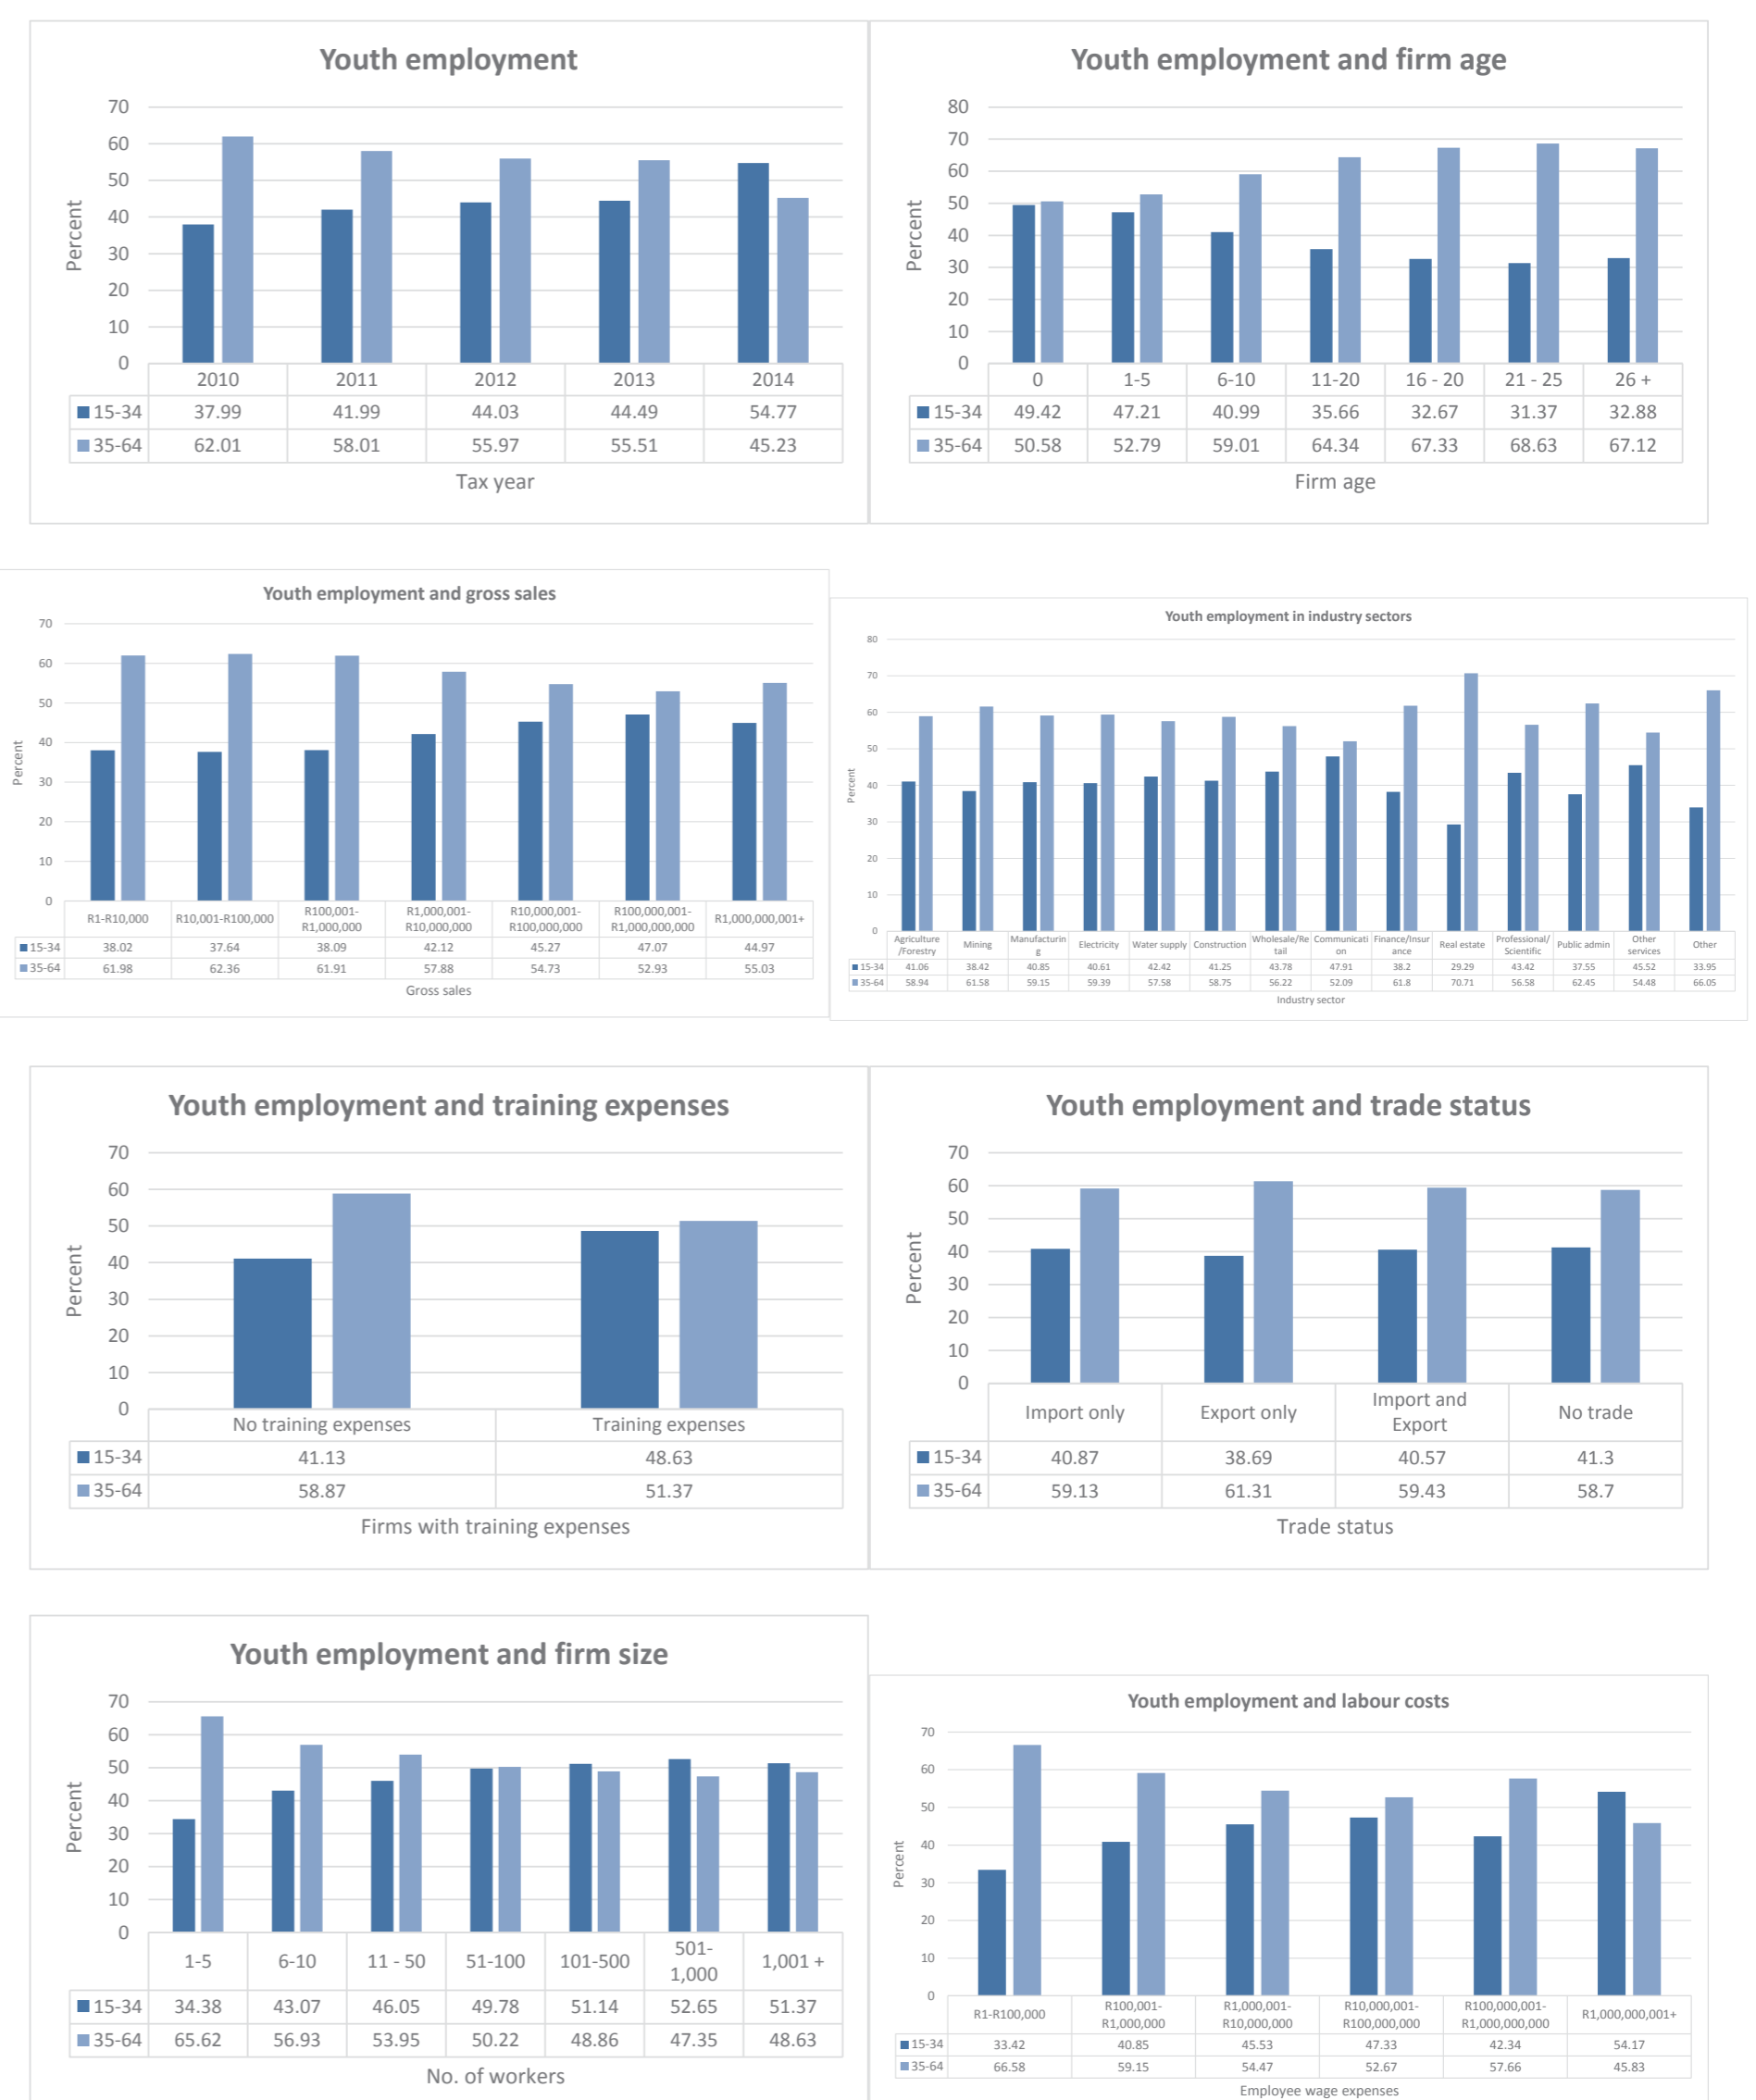 Youth employment
70
60
50
40
30
20
10
0
Percent
2010 2011 2012 2013 2014
15-34 37.99 41.99 44.03 44.49 54.77
35-64 62.01 58.01 55.97 55.51 45.23
Tax year
Youth employment and firm age
80
70
60
50
40
30
20
10
0
Percent
0 1-5 6-10 11-20 16 - 20 21 - 25 26 +
15-34 49.42 47.21 40.99 35.66 32.67 31.37 32.88
35-64 50.58 52.79 59.01 64.34 67.33 68.63 67.12
Firm age
Youth employment and gross sales
70
60
50
40
30
20
10
0
Percent
R1-R10,000 R10,001-R100,000 R100,001- R1,000,001- R10,000,001- R100,000,001- R1,000,000,001+
R1,000,000 R10,000,000 R100,000,000 R1,000,000,000
15-34 38.02 37.64 38.09 42.12 45.27 47.07 44.97
35-64 61.98 62.36 61.91 57.88 54.73 52.93 55.03
Gross sales
Youth employment in industry sectors
80
70
60
50
40
30
20
10
0
Percent
Agriculture Mining Manufacturin Electricity Water supply Construction Wholesale/Re Communicati Finance/Insur Real estate Professional/ Public admin Other Other
/Forestry g tail on ance Scientific services
15-34 41.06 38.42 40.85 40.61 42.42 41.25 43.78 47.91 38.2 29.29 43.42 37.55 45.52 33.95
35-64 58.94 61.58 59.15 59.39 57.58 58.75 56.22 52.09 61.8 70.71 56.58 62.45 54.48 66.05
Industry sector
Youth employment and training expenses
70
60
50
40
30
20
10
0
Percent
No training expenses Training expenses
15-34 41.13 48.63
35-64 58.87 51.37
Firms with training expenses
Youth employment and trade status
70
60
50
40
30
20
10
0
Percent
Import only Export only Import and No trade
Export
15-34 40.87 38.69 40.57 41.3
35-64 59.13 61.31 59.43 58.7
Trade status
Youth employment and firm size
70
60
50
40
30
20
10
0
Percent
1-5 6-10 11 - 50 51-100 101-500 501- 1,001 +
1,000
15-34 34.38 43.07 46.05 49.78 51.14 52.65 51.37
35-64 65.62 56.93 53.95 50.22 48.86 47.35 48.63
No. of workers
Youth employment and labour costs
70
60
50
40
30
20
10
0
Percent
R1-R100,000 R100,001- R1,000,001- R10,000,001- R100,000,001- R1,000,000,001+
R1,000,000 R10,000,000 R100,000,000 R1,000,000,000
15-34 33.42 40.85 45.53 47.33 42.34 54.17
35-64 66.58 59.15 54.47 52.67 57.66 45.83
Employee wage expenses